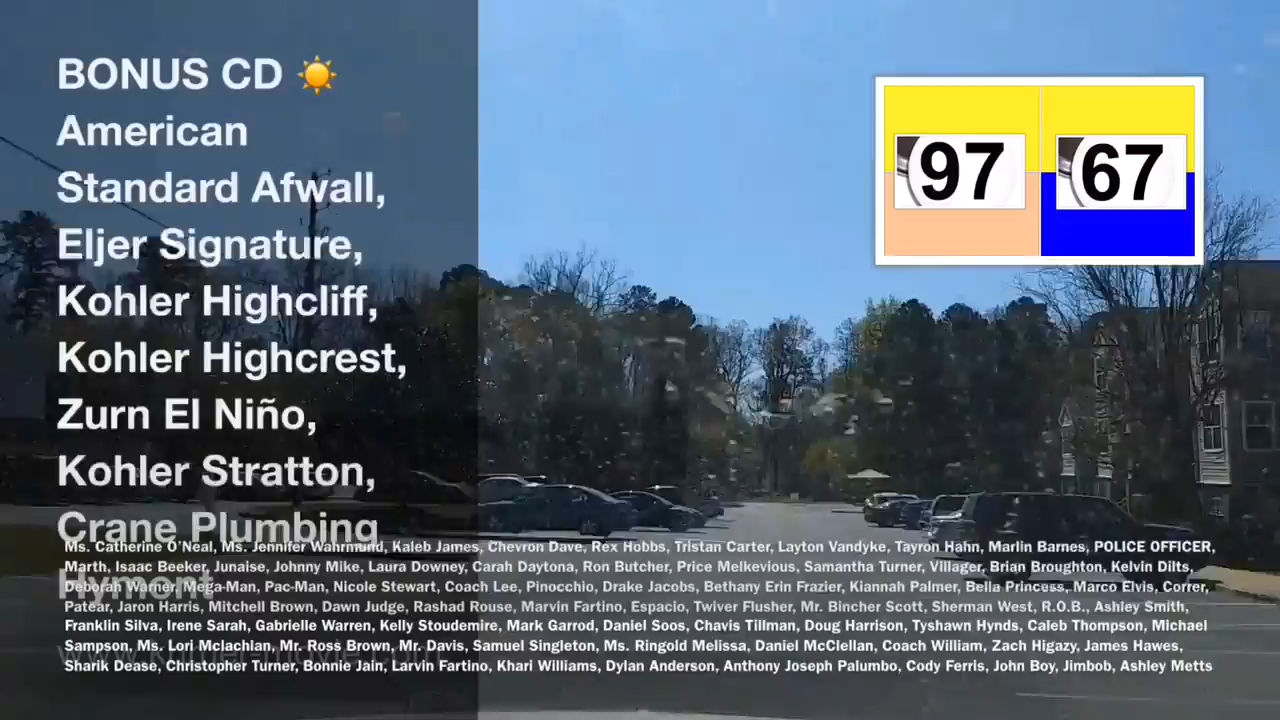 BONUS CD ☀️
American
Standard Afwall,
Eljer Signature,
Kohler Highcliff,
Kohler Highcrest,
Zurn El Niño,
Kohler Stratton,
Crane Plumbing
97 67
Ms. Catherine O'Neal, Ms. Jennifer Wahrmund, Kaleb James, Chevron Dave, Rex Hobbs, Tristan Carter, Layton Vandyke, Tayron Hahn, Marlin Barnes, POLICE OFFICER,
Marth, Isaac Beeker, Junaise, Johnny Mike, Laura Downey, Carah Daytona, Ron Butcher, Price Melkevious, Samantha Turner, Villager, Brian Broughton, Kelvin Dilts,
Deborah Warner, Mega-Man, Pac-Man, Nicole Stewart, Coach Lee, Pinocchio, Drake Jacobs, Bethany Erin Frazier, Kiannah Palmer, Bella Princess, Marco Elvis, Correr,
Patear, Jaron Harris, Mitchell Brown, Dawn Judge, Rashad Rouse, Marvin Fartino, Espacio, Twiver Flusher, Mr. Bincher Scott, Sherman West, R.O.B., Ashley Smith,
Franklin Silva, Irene Sarah, Gabrielle Warren, Kelly Stoudemire, Mark Garrod, Daniel Soos, Chavis Tillman, Doug Harrison, Tyshawn Hynds, Caleb Thompson, Michael
Sampson, Ms. Lori Mclachlan, Mr. Ross Brown, Mr. Davis, Samuel Singleton, Ms. Ringold Melissa, Daniel McClellan, Coach William, Zach Higazy, James Hawes,
Sharik Dease, Christopher Turner, Bonnie Jain, Larvin Fartino, Khari Williams, Dylan Anderson, Anthony Joseph Palumbo, Cody Ferris, John Boy, Jimbob, Ashley Metts